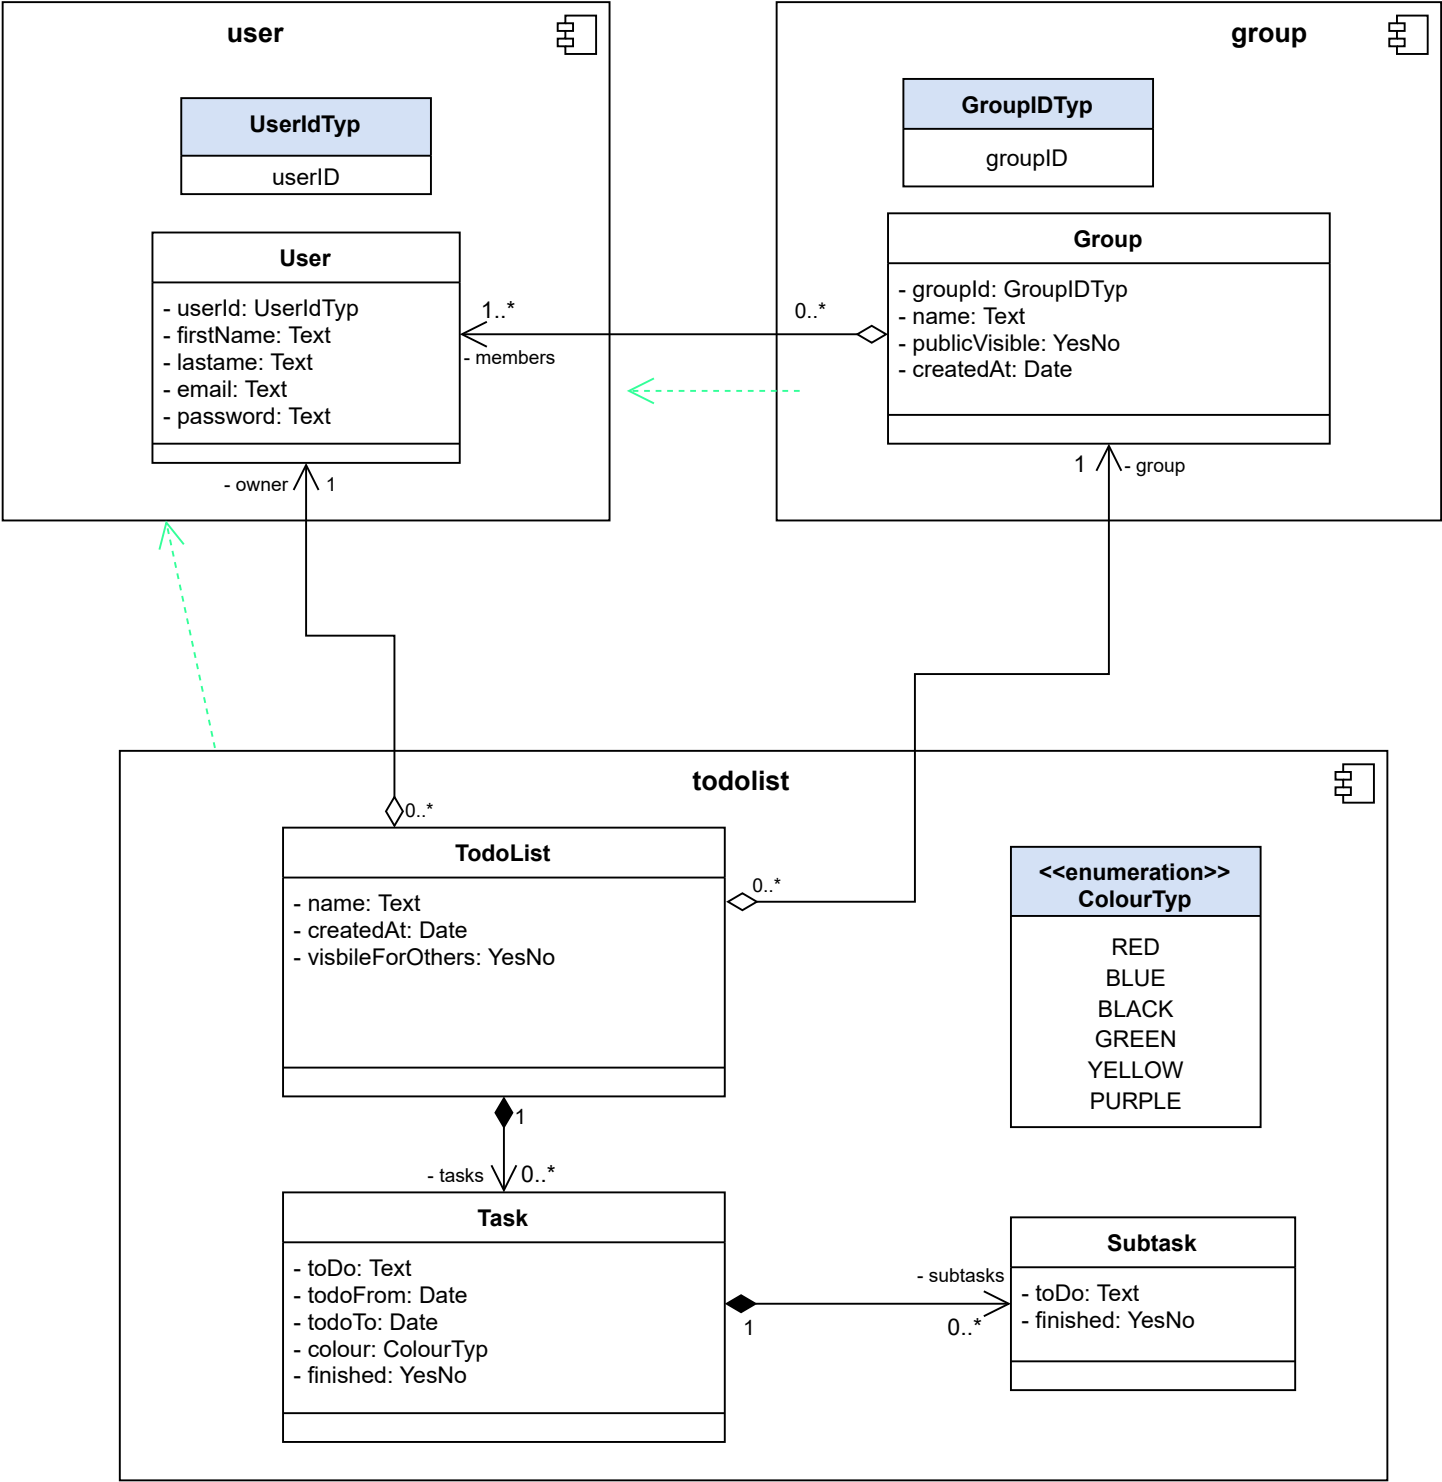 user
UserIdTyp
userID
User
- userId: UserIdTyp
- firstName: Text
- lastame: Text
- email: Text
- password: Text
1..*
- members
0..*
- owner
1
group
GroupIDTyp
groupID
Group
- groupId: GroupIDTyp
- name: Text
- publicVisible: YesNo
- createdAt: Date
1
- group
todolist
0..*
TodoList
- name: Text
- createdAt: Date
- visbileForOthers: YesNo
0..*
<<enumeration>>
ColourTyp
RED
BLUE
BLACK
GREEN
YELLOW
PURPLE
1
- tasks
0..*
Task
- toDo: Text
- todoFrom: Date
- todoTo: Date
- colour: ColourTyp
- finished: YesNo
1
- subtasks
0..*
Subtask
- toDo: Text
- finished: YesNo